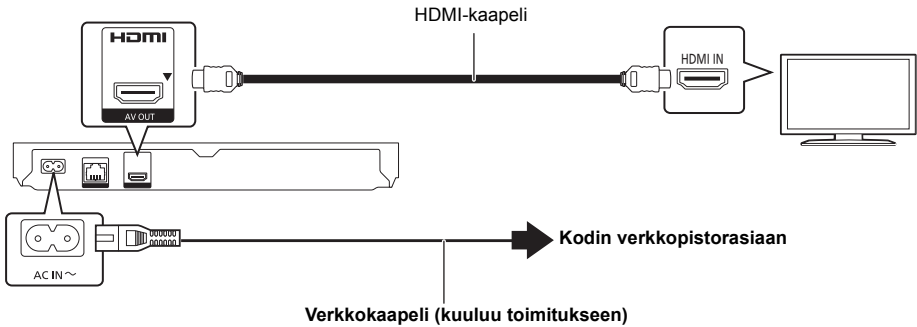 HDMI-kaapeli
HDMI
AV OUT
HDMI IN
AC IN ~
Kodin verkkopistorasiaan
Verkkokaapeli (kuuluu toimitukseen)